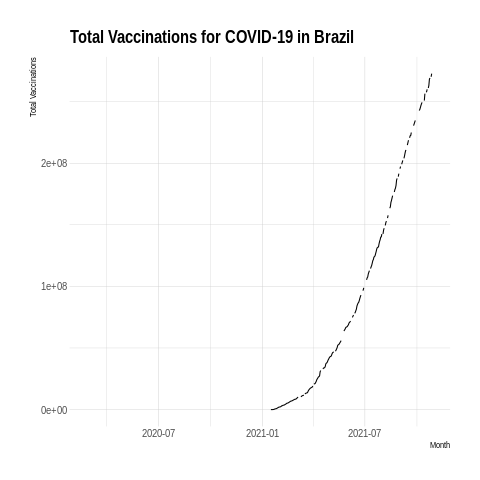 Total Vaccinations for COVID-19 in Brazil
Total Vaccinations
2e+08
1e+08
0e+00
2020-07
2021-01
2021-07
Month